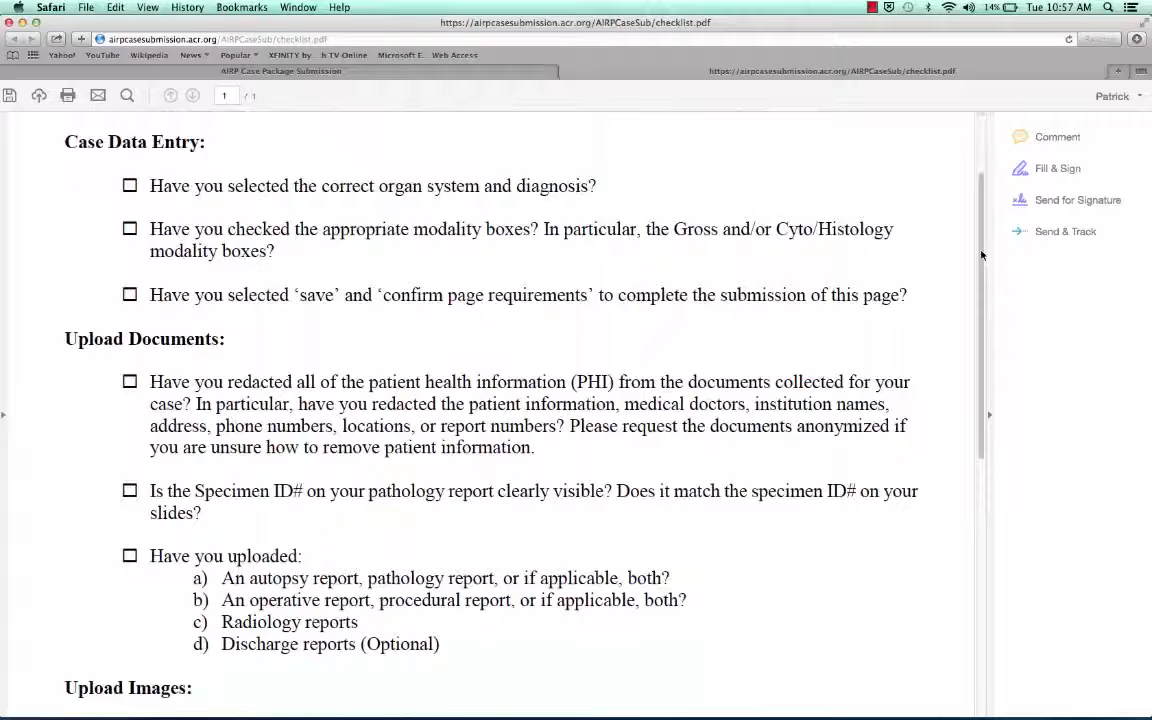 Safari File Edit View History Bookmarks Window Help 14% Tue 10:57 AM
https://airpcasesubmission.acr.org/AIRPCaseSub/checklist.pdf
airpcasesubmission.acr.org/AIRPCaseSub/checklist.pdf
Yahoo! YouTube Wikipedia News Popular XFINITY by h TV Online Microsoft E Web Access
AIRP Case Package Submission https://airpcasesubmission.acr.org/AIRPCaseSub/checklist.pdf
1 / 1 Patrick
Case Data Entry:
Have you selected the correct organ system and diagnosis?
Have you checked the appropriate modality boxes? In particular, the Gross and/or Cyto/Histology
modality boxes?
Have you selected ‘save’ and ‘confirm page requirements’ to complete the submission of this page?
Upload Documents:
Have you redacted all of the patient health information (PHI) from the documents collected for your
case? In particular, have you redacted the patient information, medical doctors, institution names,
address, phone numbers, locations, or report numbers? Please request the documents anonymized if
you are unsure how to remove patient information.
Is the Specimen ID# on your pathology report clearly visible? Does it match the specimen ID# on your
slides?
Have you uploaded:
a) An autopsy report, pathology report, or if applicable, both?
b) An operative report, procedural report, or if applicable, both?
c) Radiology reports
d) Discharge reports (Optional)
Upload Images:
Comment
Fill & Sign
Send for Signature
Send & Track